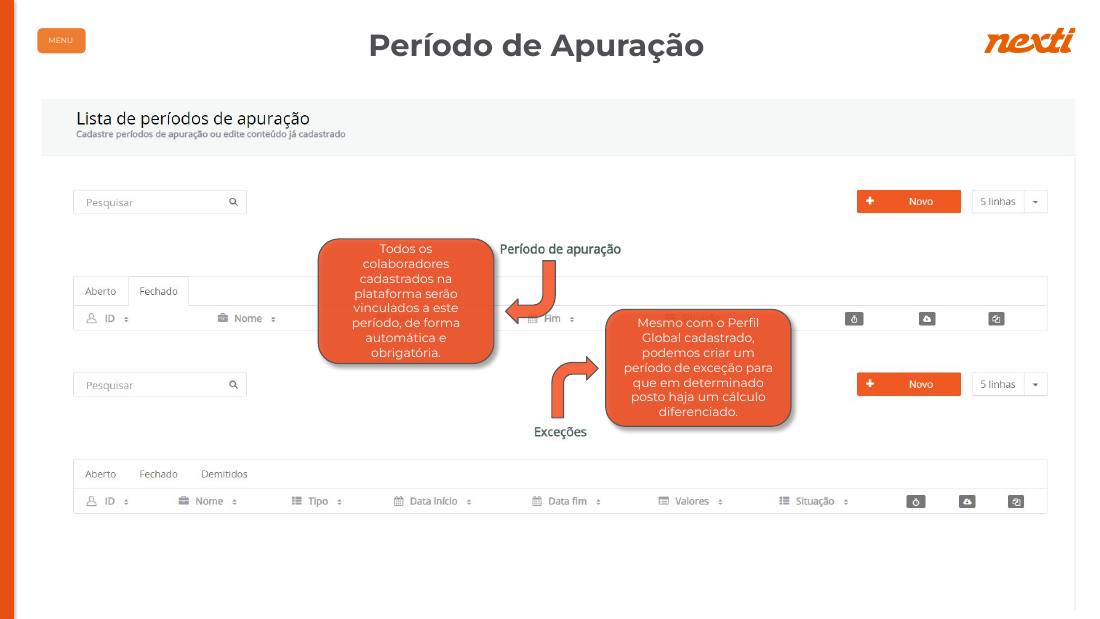 MENU
Período de Apuração
nexti
Lista de períodos de apuração
Cadastre períodos de apuração ou edite conteúdo já cadastrado
Pesquisar
Novo
5 linhas
Período de apuração
Todos os
colaboradores
cadastrados na
plataforma serão
vinculados a este
período, de forma
automática e
obrigatória.
Aberto Fechado
ID Nome Fim
Mesmo com o Perfil
Global cadastrado,
podemos criar um
período de exceção para
que em determinado
posto haja um cálculo
diferenciado.
Pesquisar
Novo
5 linhas
Exceções
Aberto Fechado Demitidos
ID Nome Tipo Data Início Data fim Valores Situação